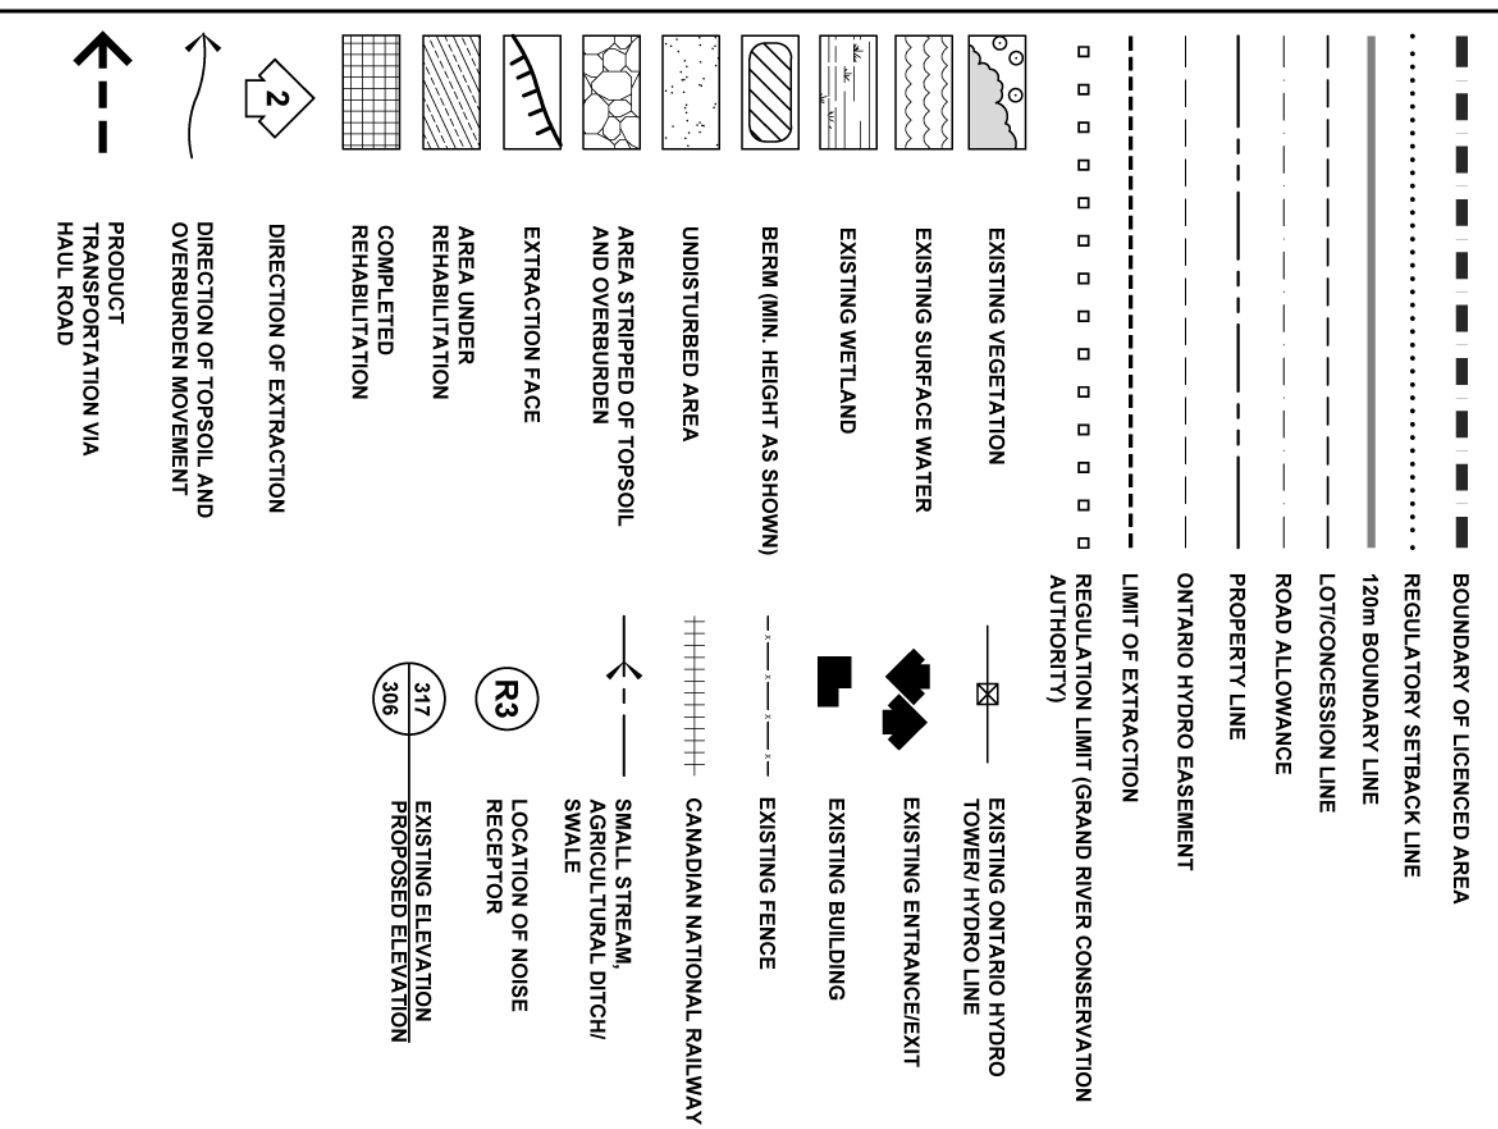 BOUNDARY OF LICENCED AREA
REGULATORY SETBACK LINE
120m BOUNDARY LINE
LOT/CONCESSION LINE
ROAD ALLOWANCE
PROPERTY LINE
ONTARIO HYDRO EASEMENT
LIMIT OF EXTRACTION
REGULATION LIMIT (GRAND RIVER CONSERVATION
AUTHORITY)
EXISTING VEGETATION
EXISTING SURFACE WATER
EXISTING WETLAND
BERM (MIN. HEIGHT AS SHOWN)
UNDISTURBED AREA
AREA STRIPPED OF TOPSOIL
AND OVERBURDEN
EXTRACTION FACE
AREA UNDER
REHABILITATION
COMPLETED
REHABILITATION
2
DIRECTION OF EXTRACTION
DIRECTION OF TOPSOIL AND
OVERBURDEN MOVEMENT
PRODUCT
TRANSPORTATION VIA
HAUL ROAD
EXISTING ONTARIO HYDRO
TOWER/ HYDRO LINE
EXISTING ENTRANCE/EXIT
EXISTING BUILDING
x x x x
EXISTING FENCE
CANADIAN NATIONAL RAILWAY
SMALL STREAM,
AGRICULTURAL DITCH/
SWALE
R3
LOCATION OF NOISE
RECEPTOR
317
306
EXISTING ELEVATION
PROPOSED ELEVATION